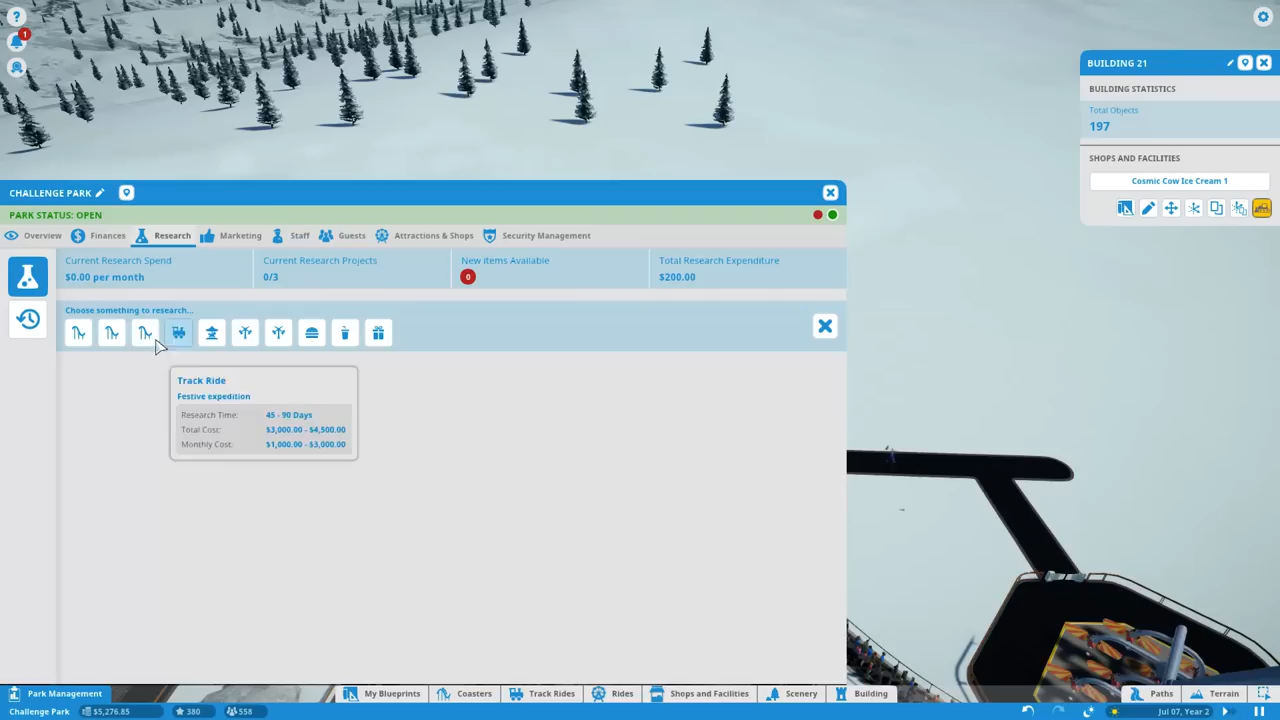 ?
1
BUILDING 21
BUILDING STATISTICS
Total Objects
197
SHOPS AND FACILITIES
Cosmic Cow Ice Cream 1
CHALLENGE PARK
PARK STATUS: OPEN
Overview
Finances
Research
Marketing
Staff
Guests
Attractions & Shops
Security Management
Current Research Spend
Current Research Projects
New items Available
Total Research Expenditure
$0.00 per month
0/3
0
$200.00
Choose something to research...
Track Ride
Festive expedition
Research Time: 45 - 90 Days
Total Cost: $3,000.00 - $4,500.00
Monthly Cost: $1,000.00 - $3,000.00
Park Management
My Blueprints
Coasters
Track Rides
Rides
Shops and Facilities
Scenery
Building
Paths
Terrain
Challenge Park
$5,276.85
380
558
Jul 07, Year 2